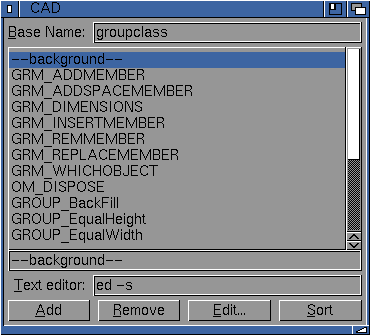 CAD
Base Name: groupclass
--background--
GRM_ADDMEMBER
GRM_ADDSPACEMEMBER
GRM_DIMENSIONS
GRM_INSERTMEMBER
GRM_REMMEMBER
GRM_REPLACEMEMBER
GRM_WHICHOBJECT
OM_DISPOSE
GROUP_BackFill
GROUP_EqualHeight
GROUP_EqualWidth
--background--
Text editor: ed -s
Add Remove Edit... Sort